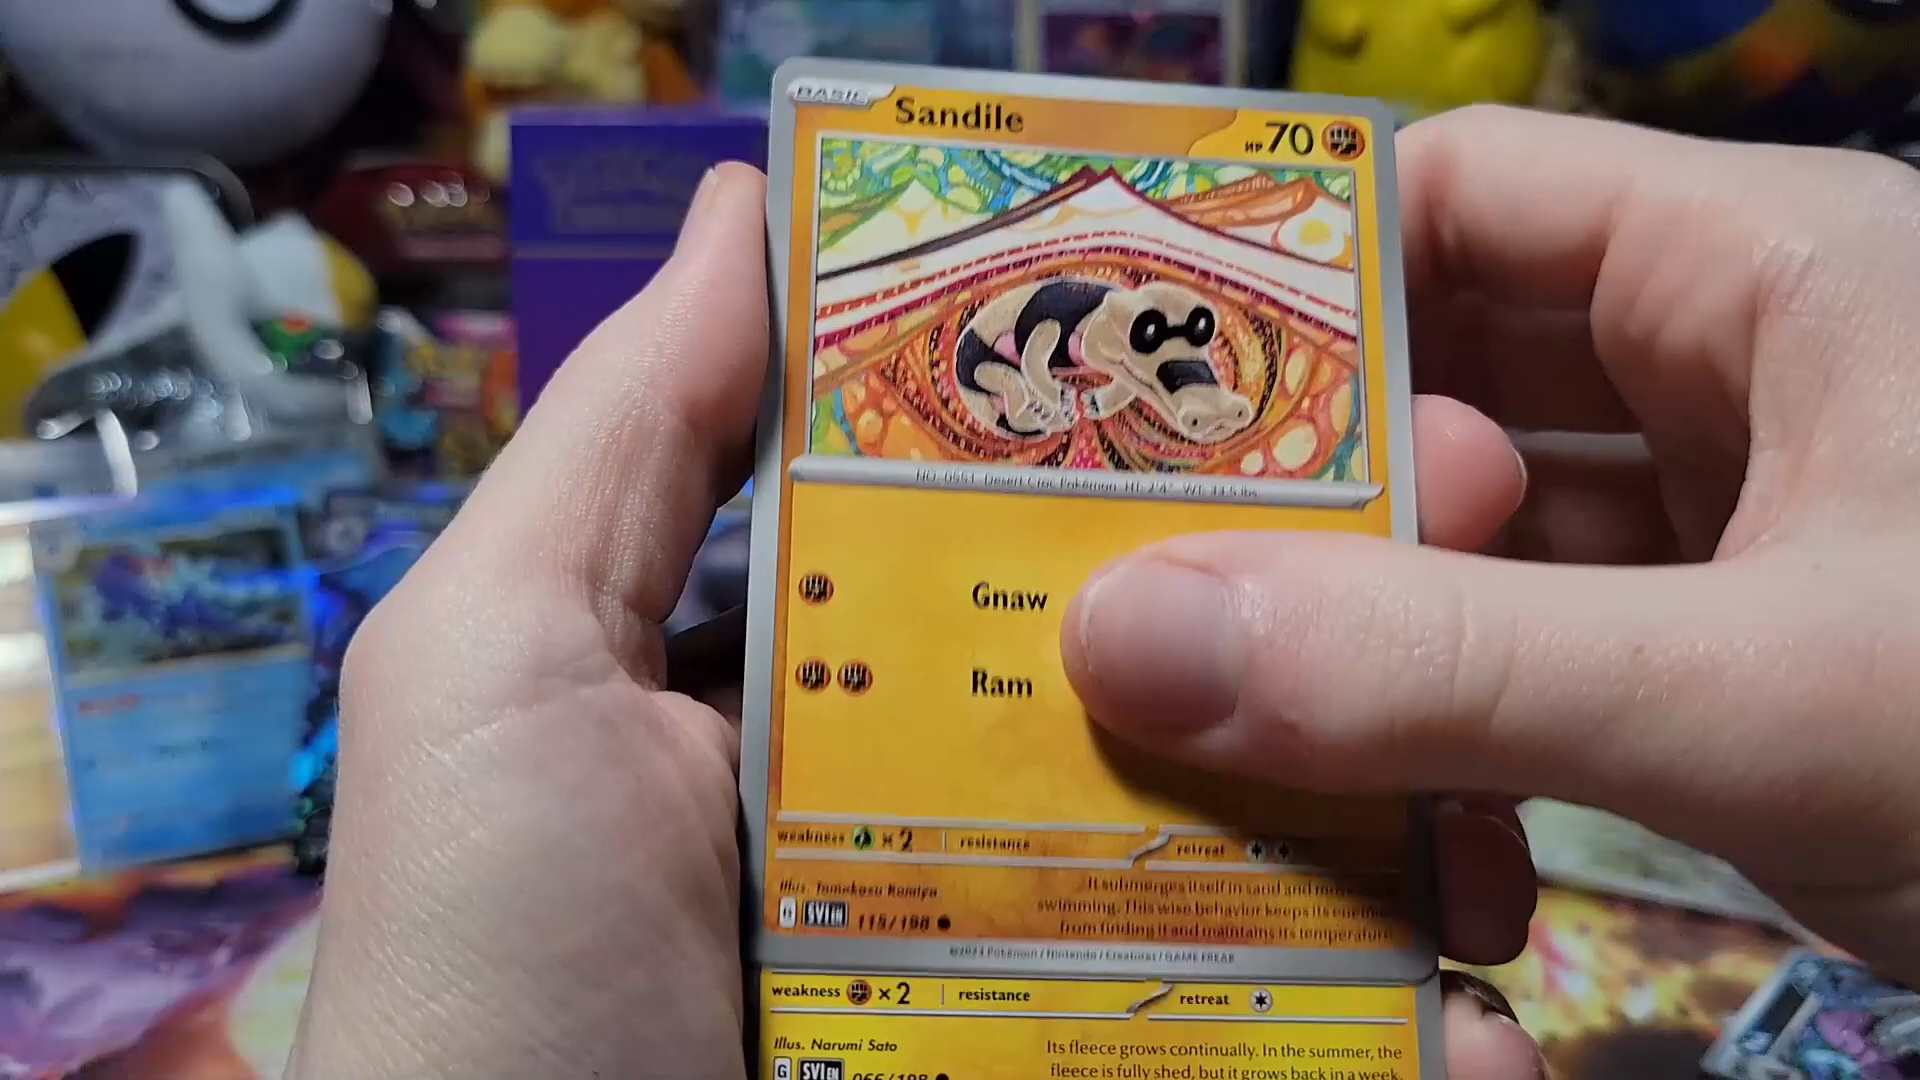 BASIC Sandile HP 70
NO. 0551 Desert Croc Pokémon HT: 2'4" WT: 33.5 lbs.
Gnaw
Ram
weakness ×2 resistance retreat
Illus. Tomokazu Komiya
It submerges itself in sand and
swimming. This wise behavior keeps its
from finding it and maintains its temperature
G SVI EN 115/198
©2023 Pokémon / Nintendo / Creatures / GAME FREAK
weakness ×2 resistance retreat
Illus. Narumi Sato
Its fleece grows continually. In the summer, the
fleece is fully shed, but it grows back in a week.
G SVI EN 066/198